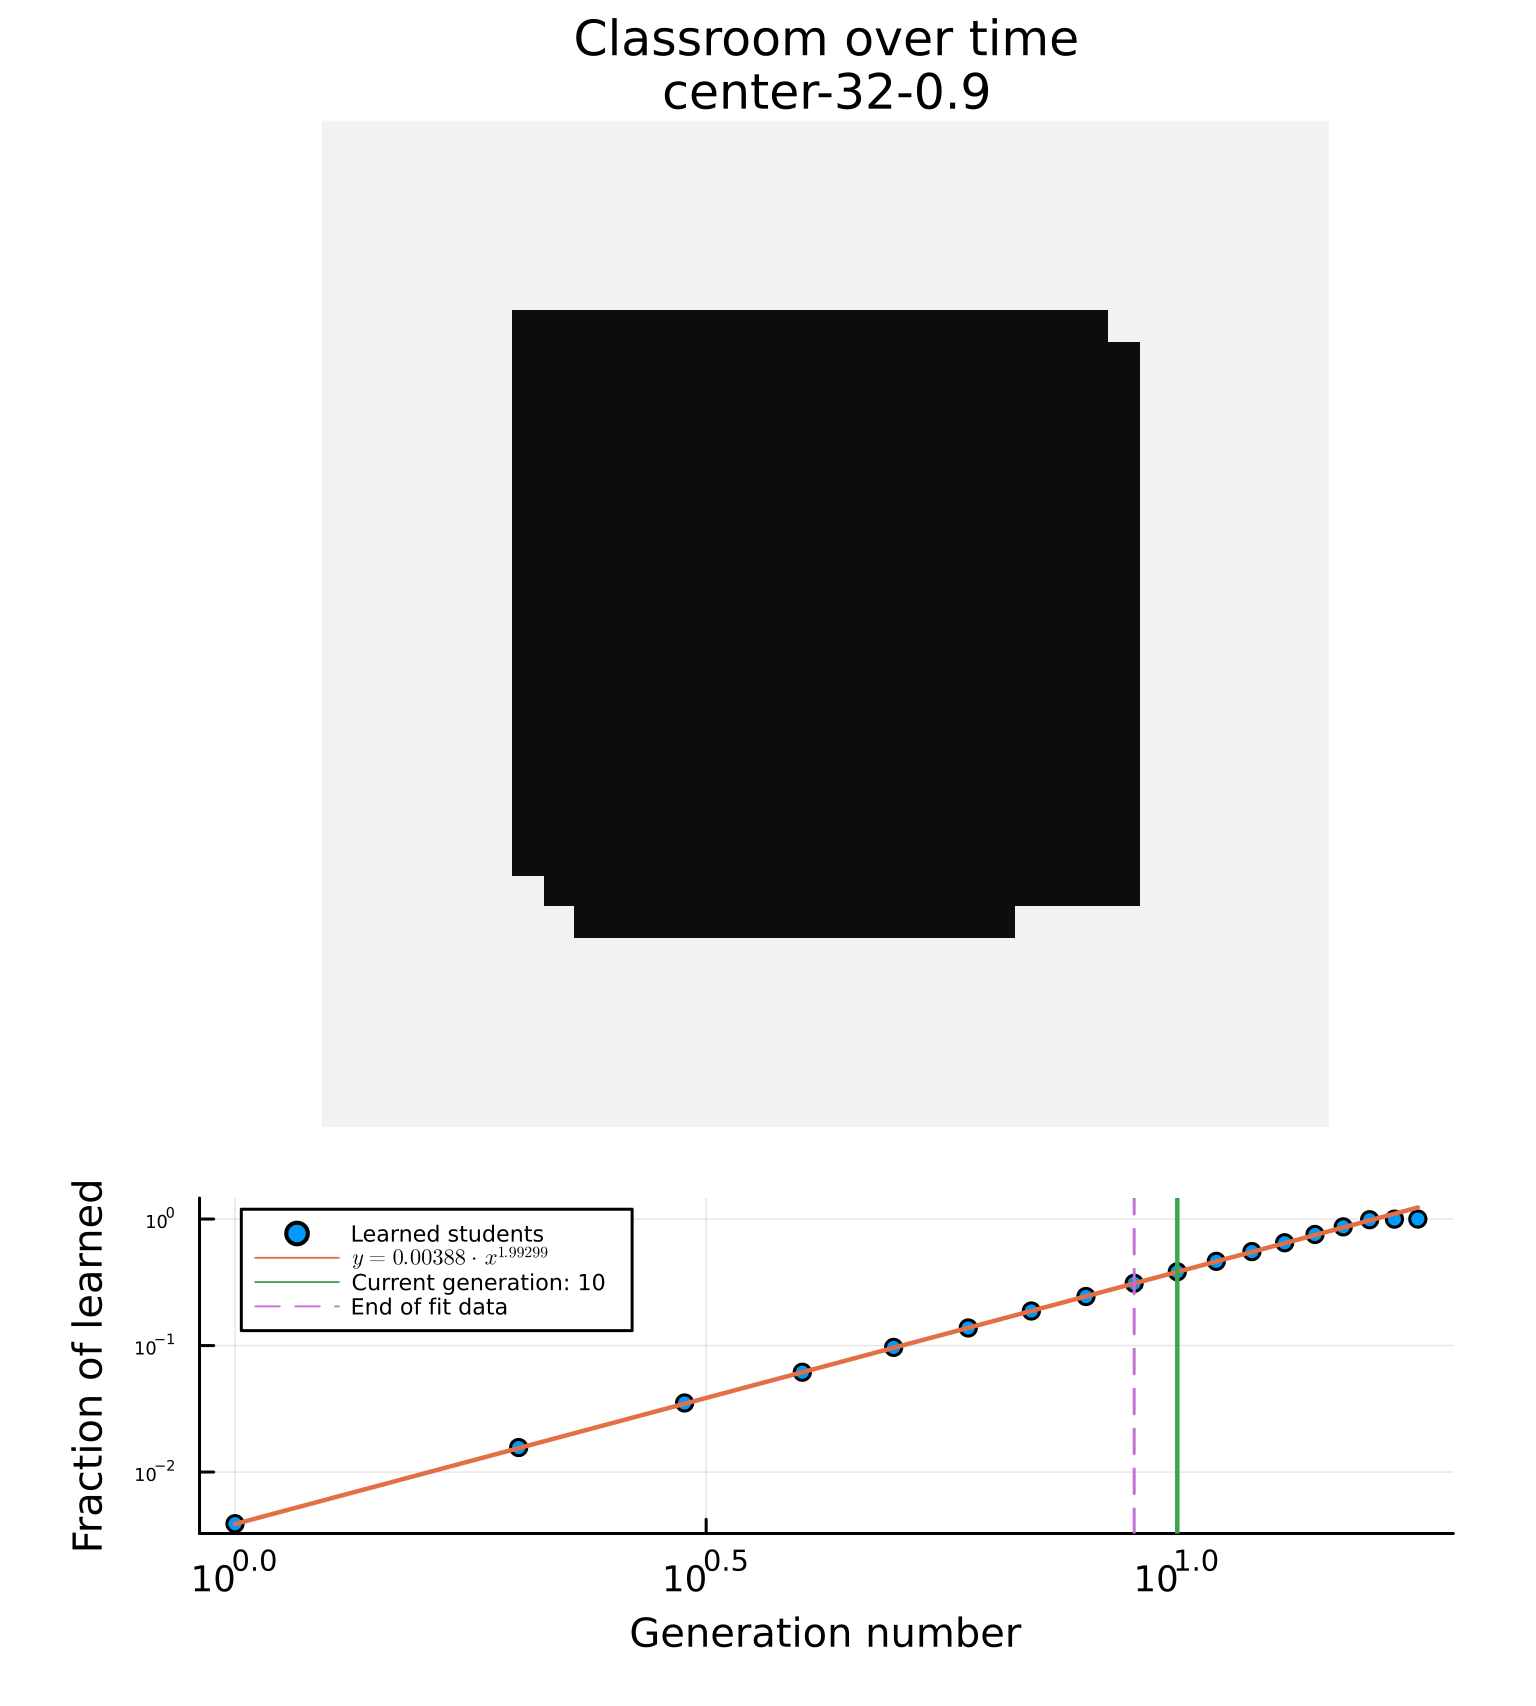 Classroom over time
center-32-0.9
Fraction of learned
10⁰
10⁻¹
10⁻²
Learned students
y = 0.00388 · x^1.99299
Current generation: 10
End of fit data
10^0.0 10^0.5 10^1.0
Generation number